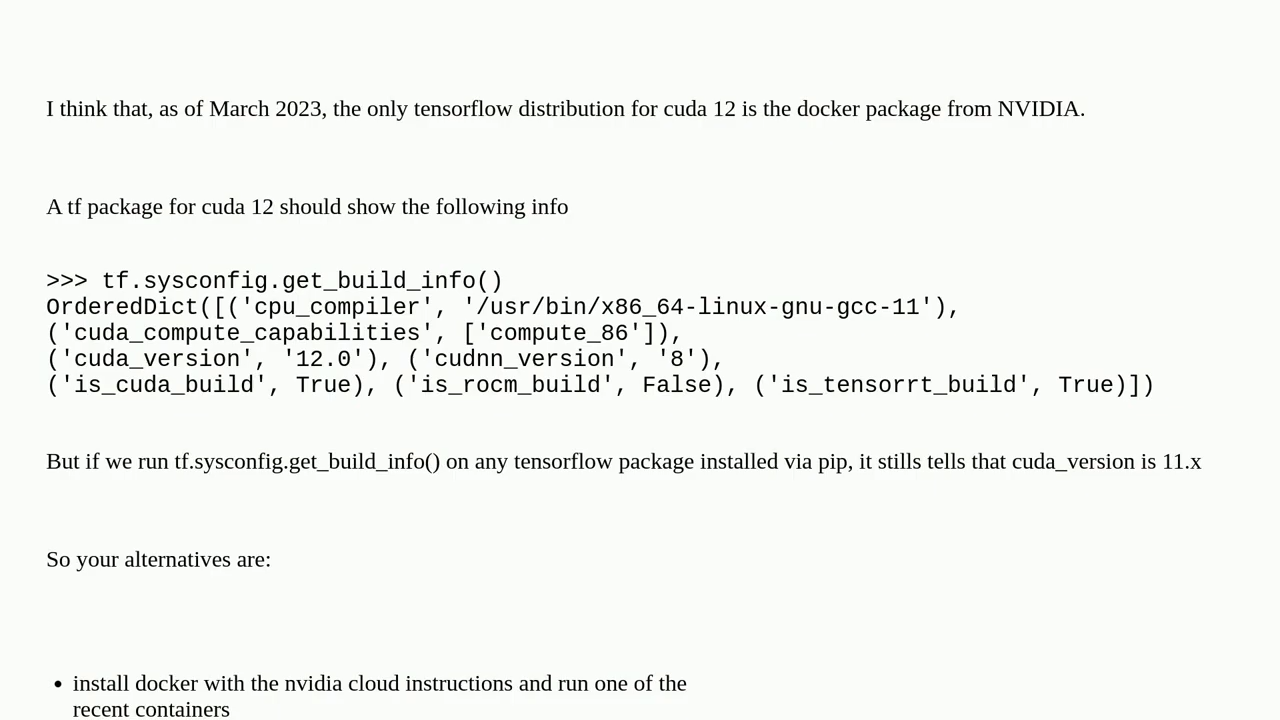 I think that, as of March 2023, the only tensorflow distribution for cuda 12 is the docker package from NVIDIA.
A tf package for cuda 12 should show the following info
>>> tf.sysconfig.get_build_info()
OrderedDict([('cpu_compiler', '/usr/bin/x86_64-linux-gnu-gcc-11'),
('cuda_compute_capabilities', ['compute_86']),
('cuda_version', '12.0'), ('cudnn_version', '8'),
('is_cuda_build', True), ('is_rocm_build', False), ('is_tensorrt_build', True)])
But if we run tf.sysconfig.get_build_info() on any tensorflow package installed via pip, it stills tells that cuda_version is 11.x
So your alternatives are:
• install docker with the nvidia cloud instructions and run one of the
recent containers